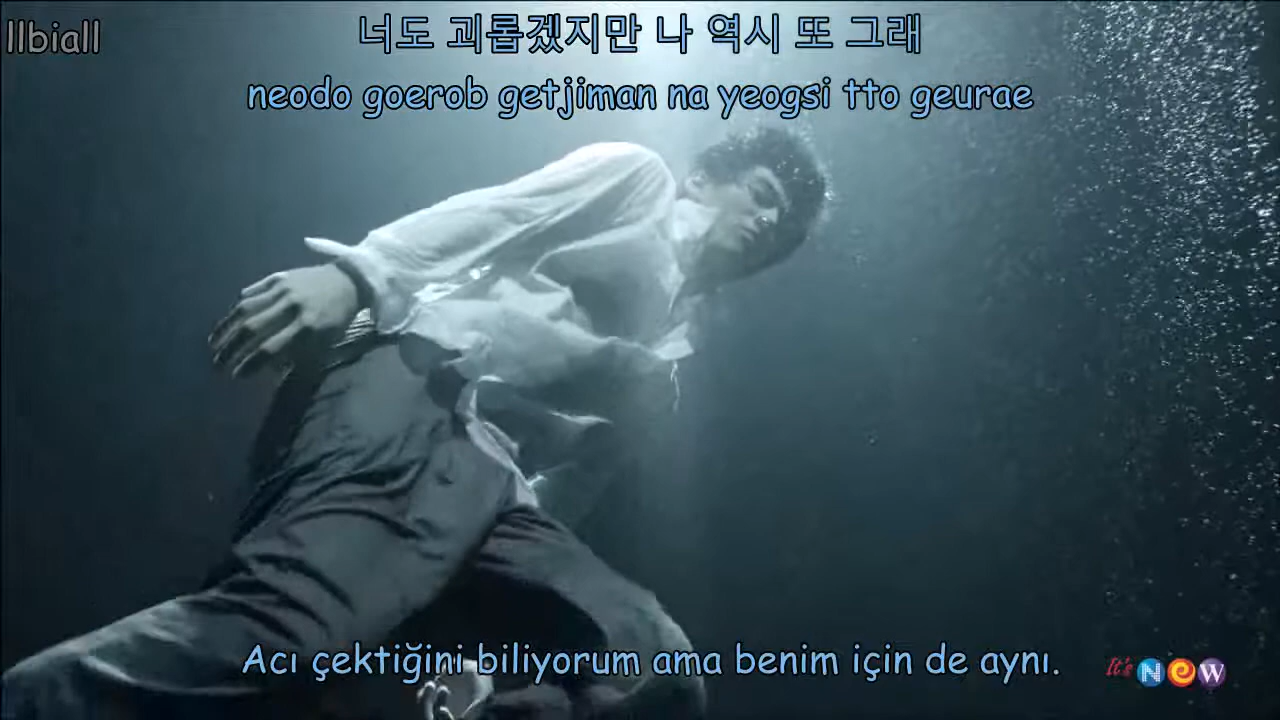 llbiall
너도 괴롭겠지만 나 역시 또 그래
neodo goerob getjiman na yeogsi tto geurae
Acı çektiğini biliyorum ama benim için de aynı.
It's NeW